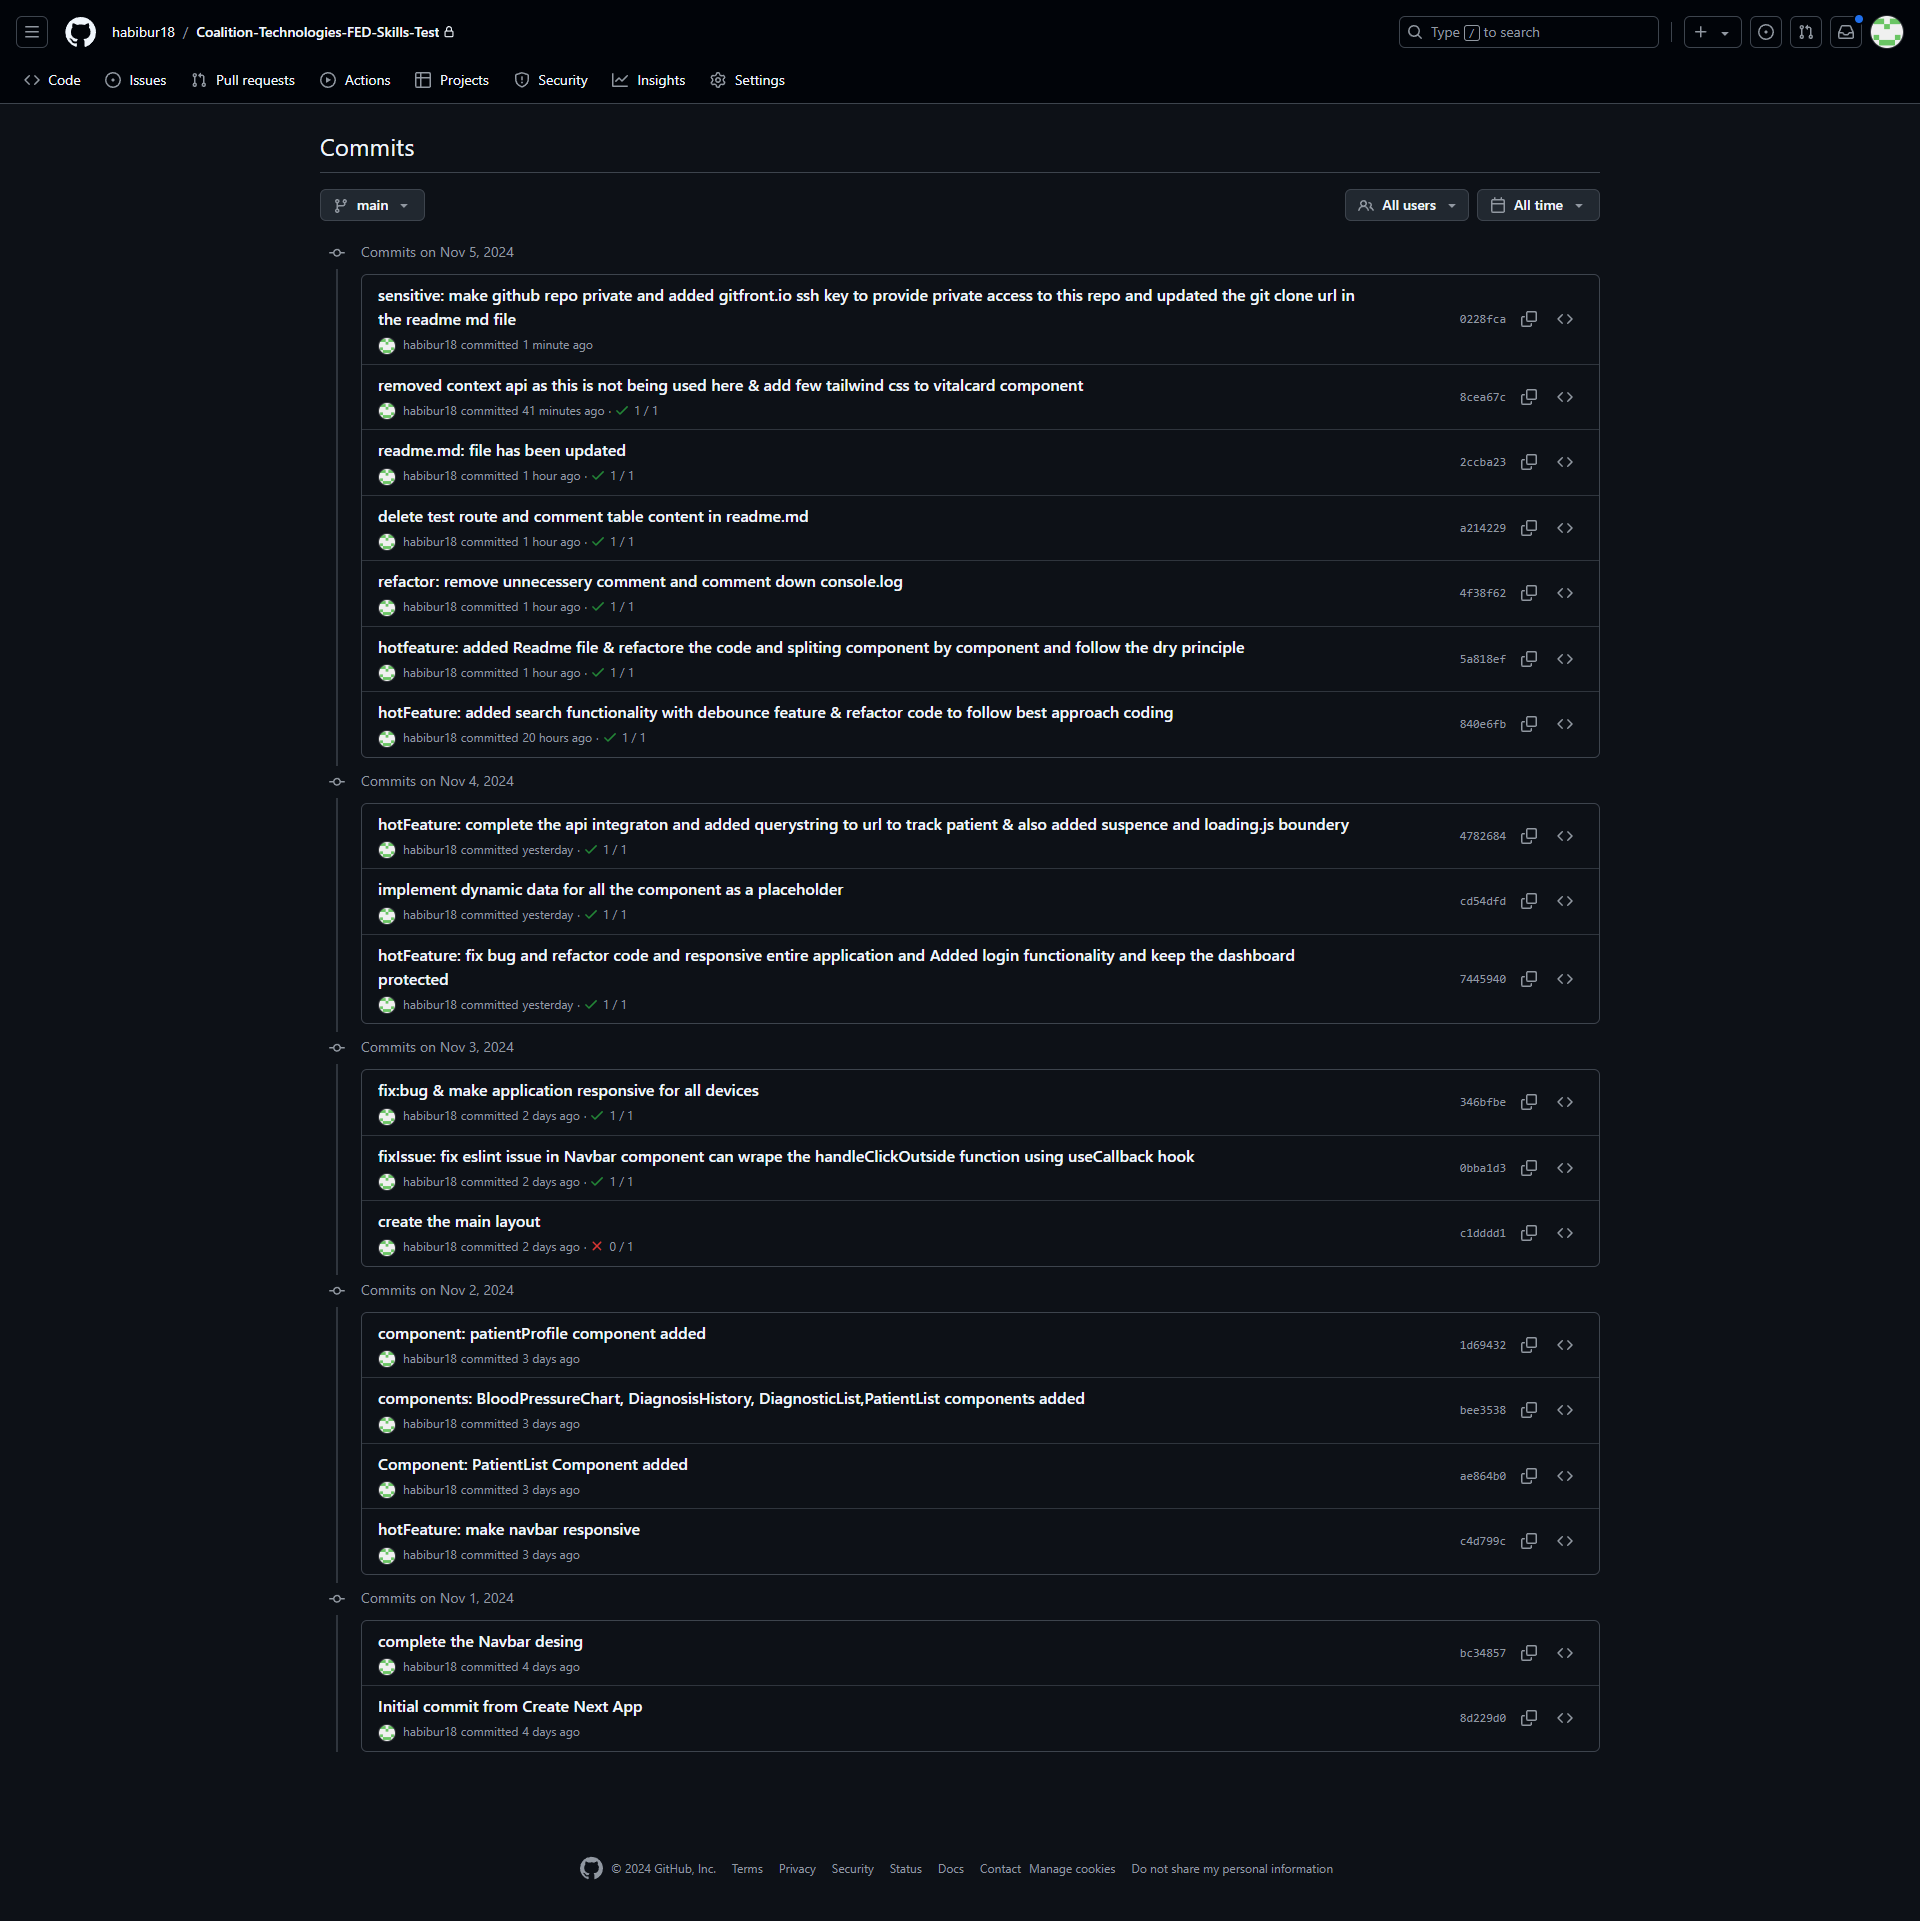 habibur18 / Coalition-Technologies-FED-Skills-Test
Type / to search
Code Issues Pull requests Actions Projects Security Insights Settings
Commits
main All users All time
Commits on Nov 5, 2024
sensitive: make github repo private and added gitfront.io ssh key to provide private access to this repo and updated the git clone url in
the readme md file
0228fca
habibur18 committed 1 minute ago
removed context api as this is not being used here & add few tailwind css to vitalcard component
8cea67c
habibur18 committed 41 minutes ago · 1 / 1
readme.md: file has been updated
2ccba23
habibur18 committed 1 hour ago · 1 / 1
delete test route and comment table content in readme.md
a214229
habibur18 committed 1 hour ago · 1 / 1
refactor: remove unnecessery comment and comment down console.log
4f38f62
habibur18 committed 1 hour ago · 1 / 1
hotfeature: added Readme file & refactore the code and spliting component by component and follow the dry principle
5a818ef
habibur18 committed 1 hour ago · 1 / 1
hotFeature: added search functionality with debounce feature & refactor code to follow best approach coding
840e6fb
habibur18 committed 20 hours ago · 1 / 1
Commits on Nov 4, 2024
hotFeature: complete the api integraton and added querystring to url to track patient & also added suspence and loading.js boundery
4782684
habibur18 committed yesterday · 1 / 1
implement dynamic data for all the component as a placeholder
cd54dfd
habibur18 committed yesterday · 1 / 1
hotFeature: fix bug and refactor code and responsive entire application and Added login functionality and keep the dashboard
protected
7445940
habibur18 committed yesterday · 1 / 1
Commits on Nov 3, 2024
fix:bug & make application responsive for all devices
346bfbe
habibur18 committed 2 days ago · 1 / 1
fixIssue: fix eslint issue in Navbar component can wrape the handleClickOutside function using useCallback hook
0bba1d3
habibur18 committed 2 days ago · 1 / 1
create the main layout
c1dddd1
habibur18 committed 2 days ago · 0 / 1
Commits on Nov 2, 2024
component: patientProfile component added
1d69432
habibur18 committed 3 days ago
components: BloodPressureChart, DiagnosisHistory, DiagnosticList,PatientList components added
bee3538
habibur18 committed 3 days ago
Component: PatientList Component added
ae864b0
habibur18 committed 3 days ago
hotFeature: make navbar responsive
c4d799c
habibur18 committed 3 days ago
Commits on Nov 1, 2024
complete the Navbar desing
bc34857
habibur18 committed 4 days ago
Initial commit from Create Next App
8d229d0
habibur18 committed 4 days ago
© 2024 GitHub, Inc. Terms Privacy Security Status Docs Contact Manage cookies Do not share my personal information